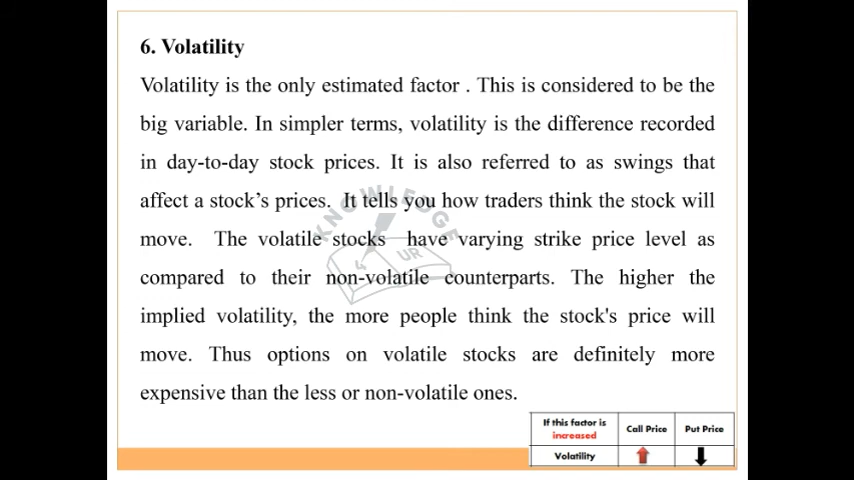 6. Volatility
Volatility is the only estimated factor . This is considered to be the
big variable. In simpler terms, volatility is the difference recorded
in day-to-day stock prices. It is also referred to as swings that
affect a stock's prices. It tells you how traders think the stock will
move. The volatile stocks have varying strike price level as
compared to their non-volatile counterparts. The higher the
implied volatility, the more people think the stock's price will
move. Thus options on volatile stocks are definitely more
expensive than the less or non-volatile ones.
KNOWLEDGE
4 UR
If this factor is
increased
Call Price
Put Price
Volatility